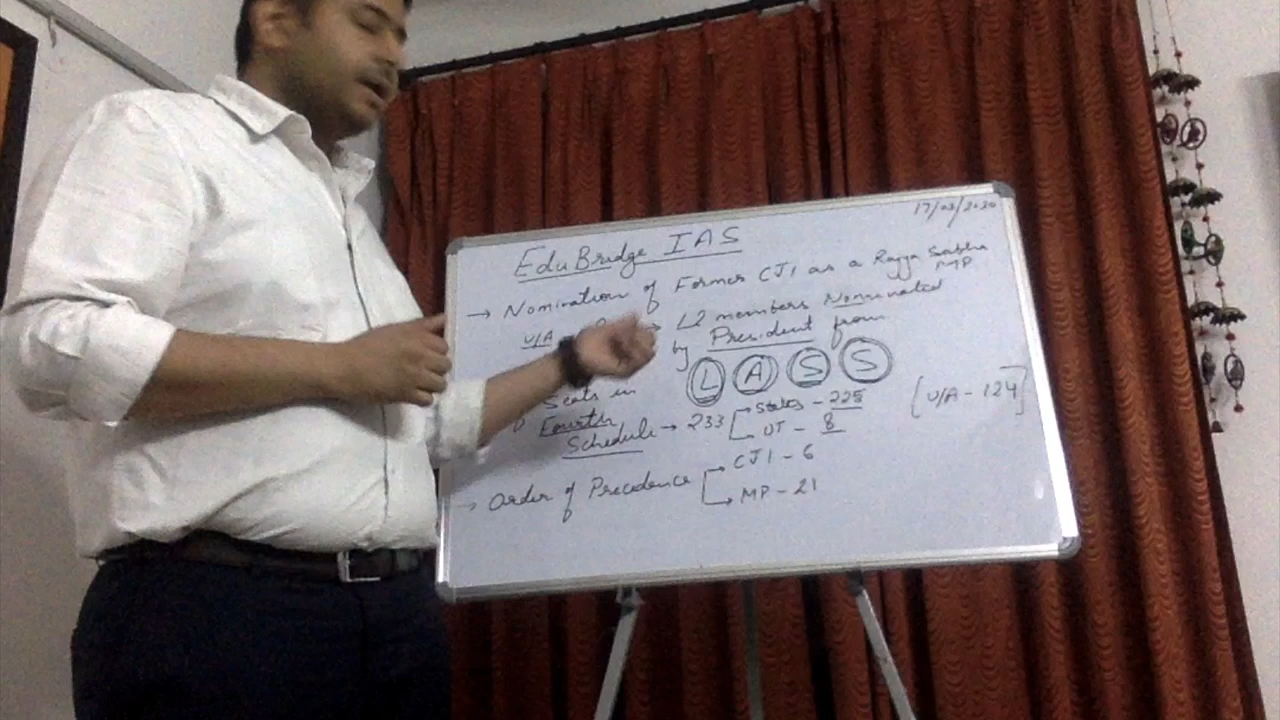 17/03/2020
EduBridge IAS
→ Nomination of Former CJI as a Rajya Sabha MP
U/A
→ 12 members Nominated
by President from
L A S S
Seats in
Fourth
Schedule → 233
States - 225
UT - 8
[U/A - 124]
→ Order of Precedence
CJI - 6
MP - 21